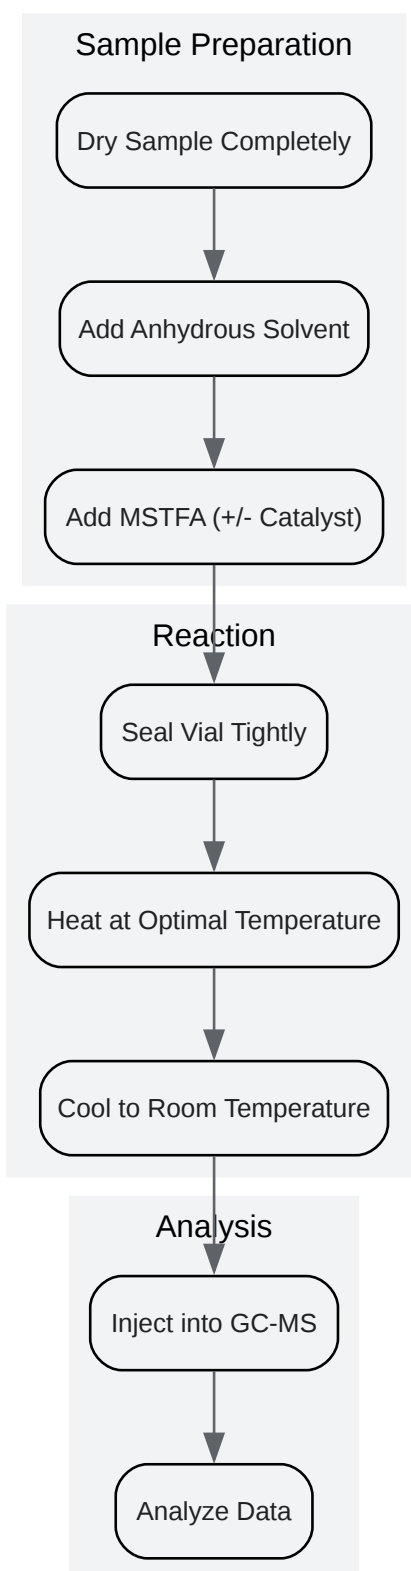 Sample Preparation
Dry Sample Completely
Add Anhydrous Solvent
Add MSTFA (+/- Catalyst)
Reaction
Seal Vial Tightly
Heat at Optimal Temperature
Cool to Room Temperature
Analysis
Inject into GC-MS
Analyze Data